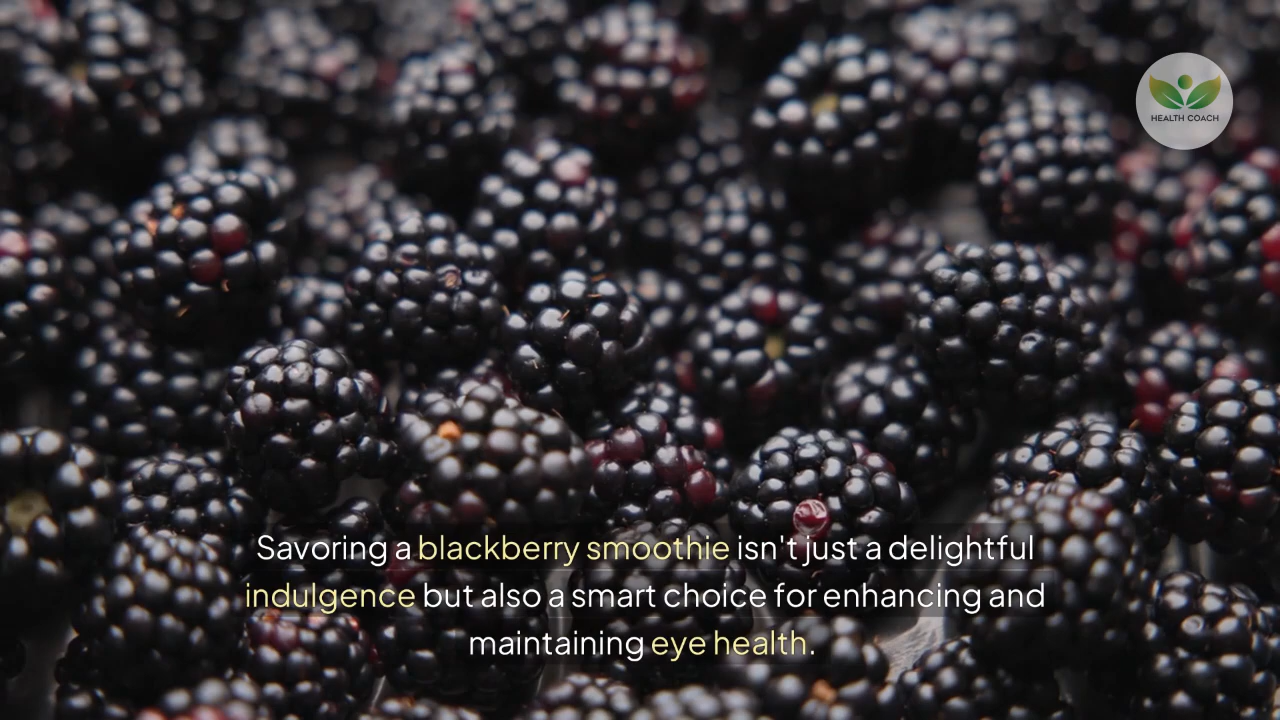 HEALTH COACH
Savoring a blackberry smoothie isn't just a delightful
indulgence but also a smart choice for enhancing and
maintaining eye health.